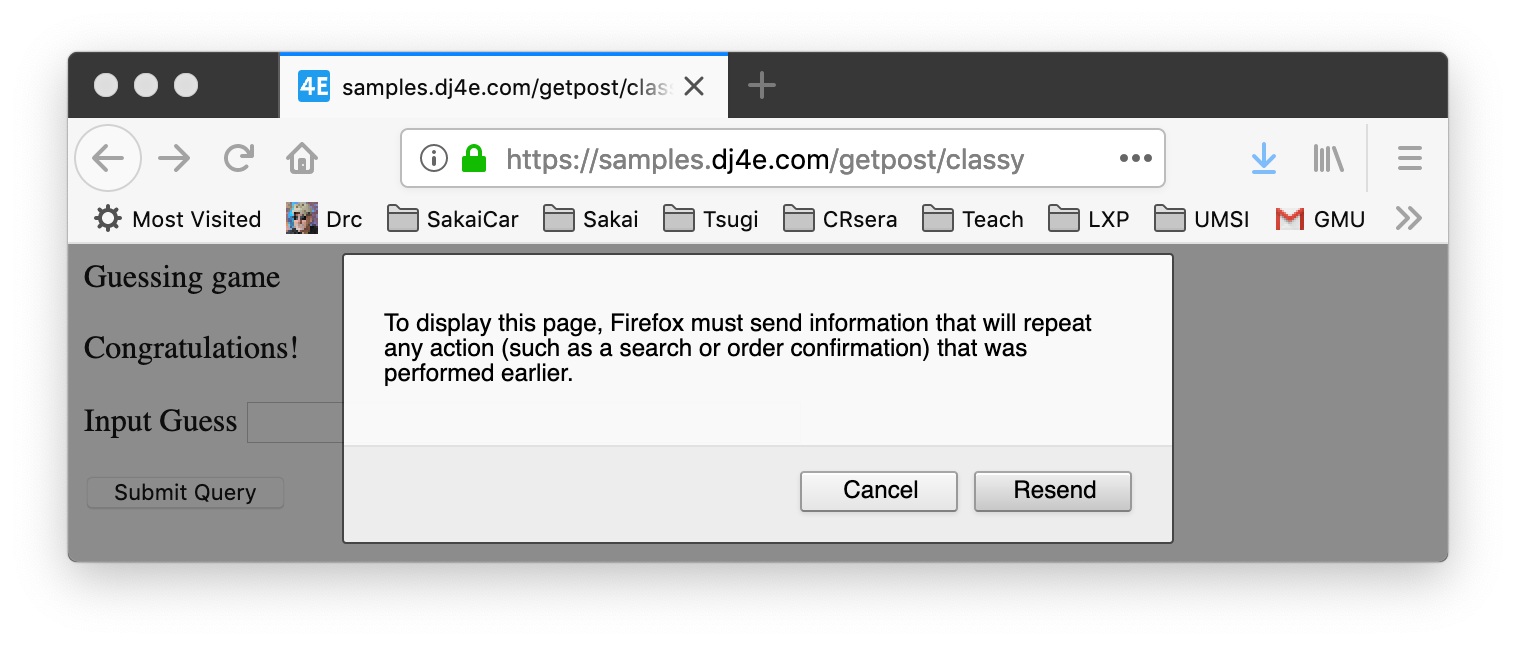 4E samples.dj4e.com/getpost/clas
https://samples.dj4e.com/getpost/classy
Most Visited Drc SakaiCar Sakai Tsugi CRsera Teach LXP UMSI GMU
Guessing game
Congratulations!
Input Guess
Submit Query
To display this page, Firefox must send information that will repeat
any action (such as a search or order confirmation) that was
performed earlier.
Cancel Resend